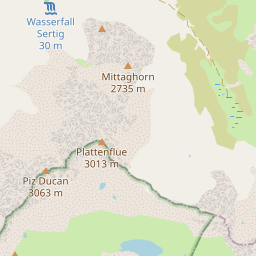 Wasserfall
Sertig
30 m
Mittaghorn
2735 m
Plattenflue
3013 m
Piz Ducan
3063 m